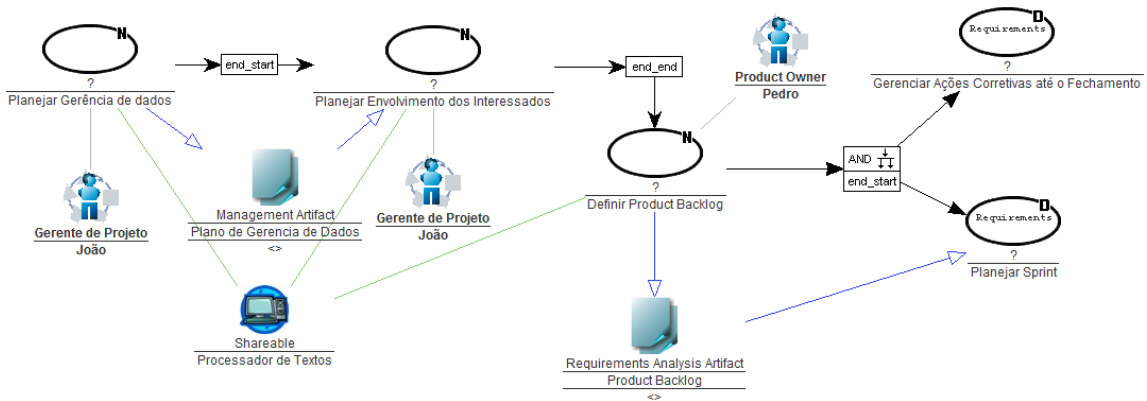 N
?
Planejar Gerência de dados
end_start
N
?
Planejar Envolvimento dos Interessados
end_end
Product Owner
Pedro
D
Requirements
?
Gerenciar Ações Corretivas até o Fechamento
N
?
Definir Product Backlog
AND
end_start
D
Requirements
?
Planejar Sprint
Gerente de Projeto
João
Management Artifact
Plano de Gerencia de Dados
<>
Gerente de Projeto
João
Shareable
Processador de Textos
Requirements Analysis Artifact
Product Backlog
<>